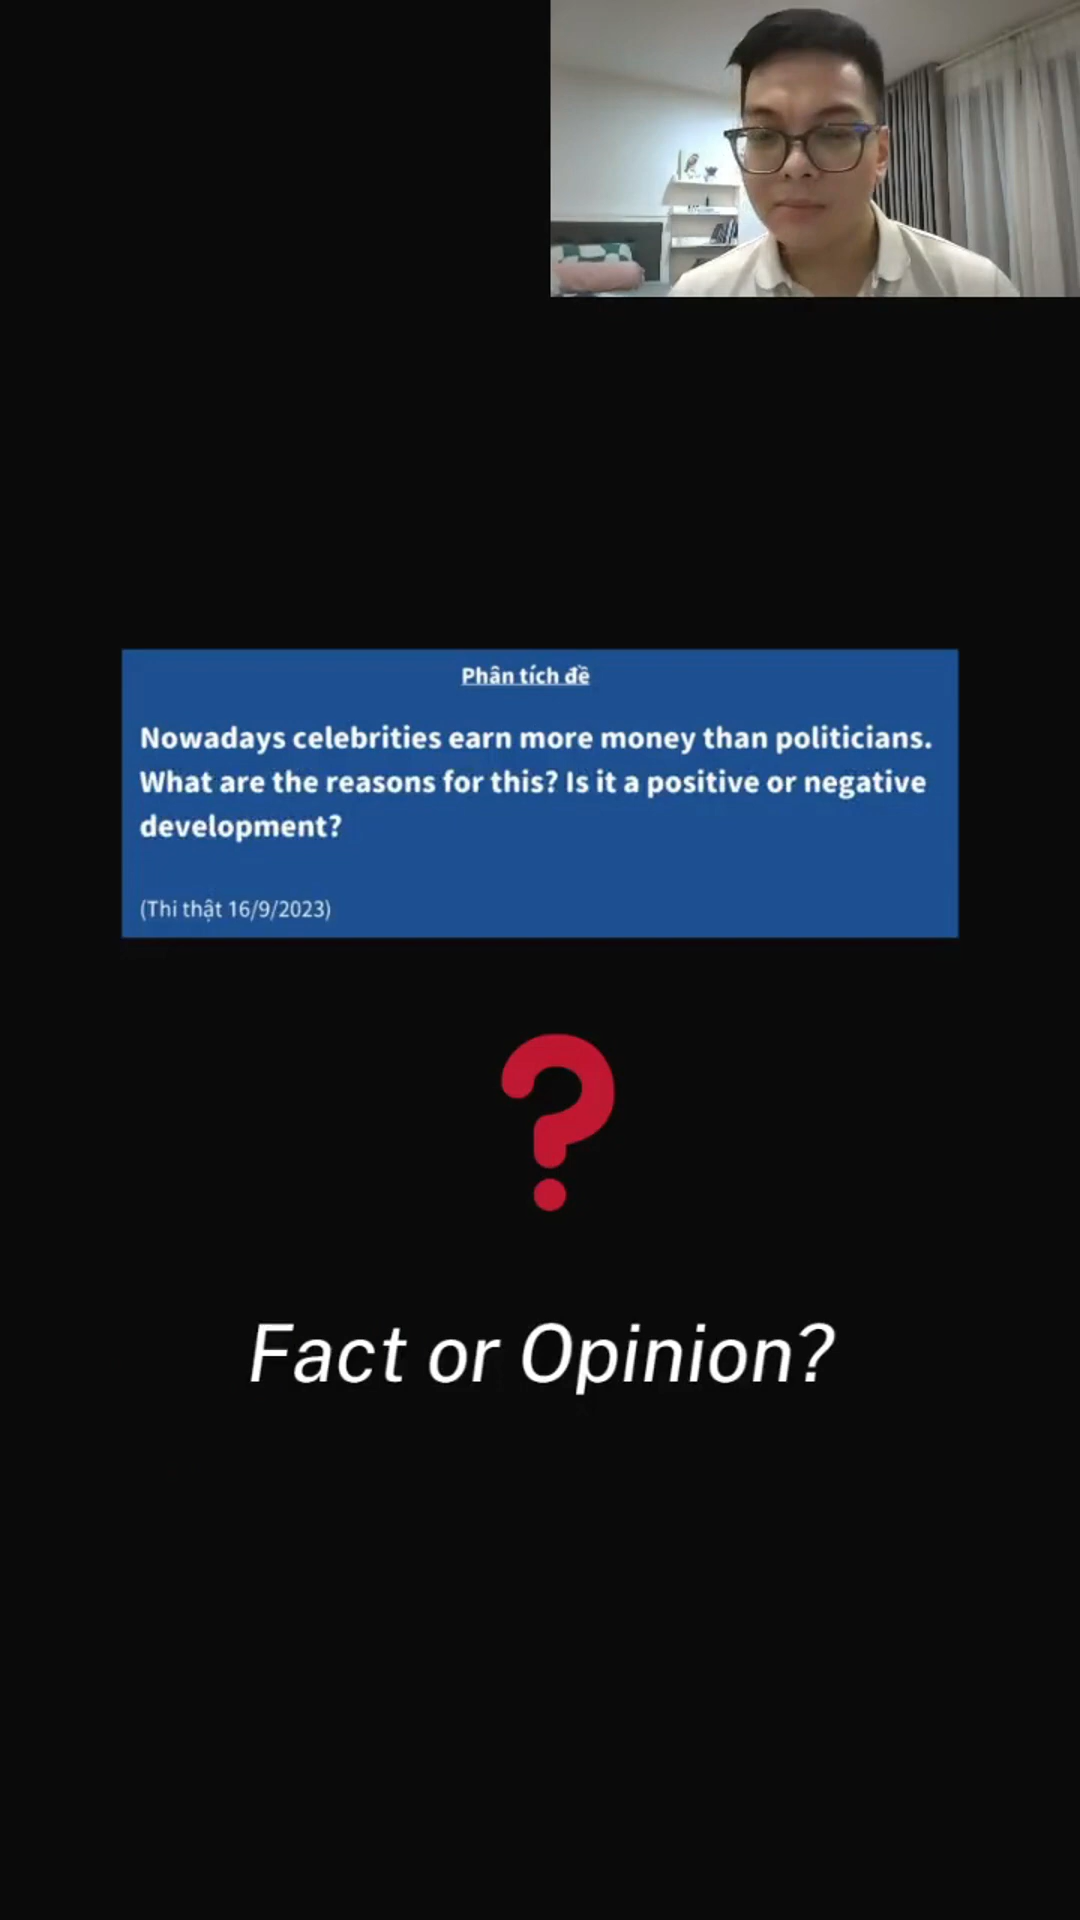 Phân tích đề
Nowadays celebrities earn more money than politicians.
What are the reasons for this? Is it a positive or negative
development?
(Thi thật 16/9/2023)
?
Fact or Opinion?